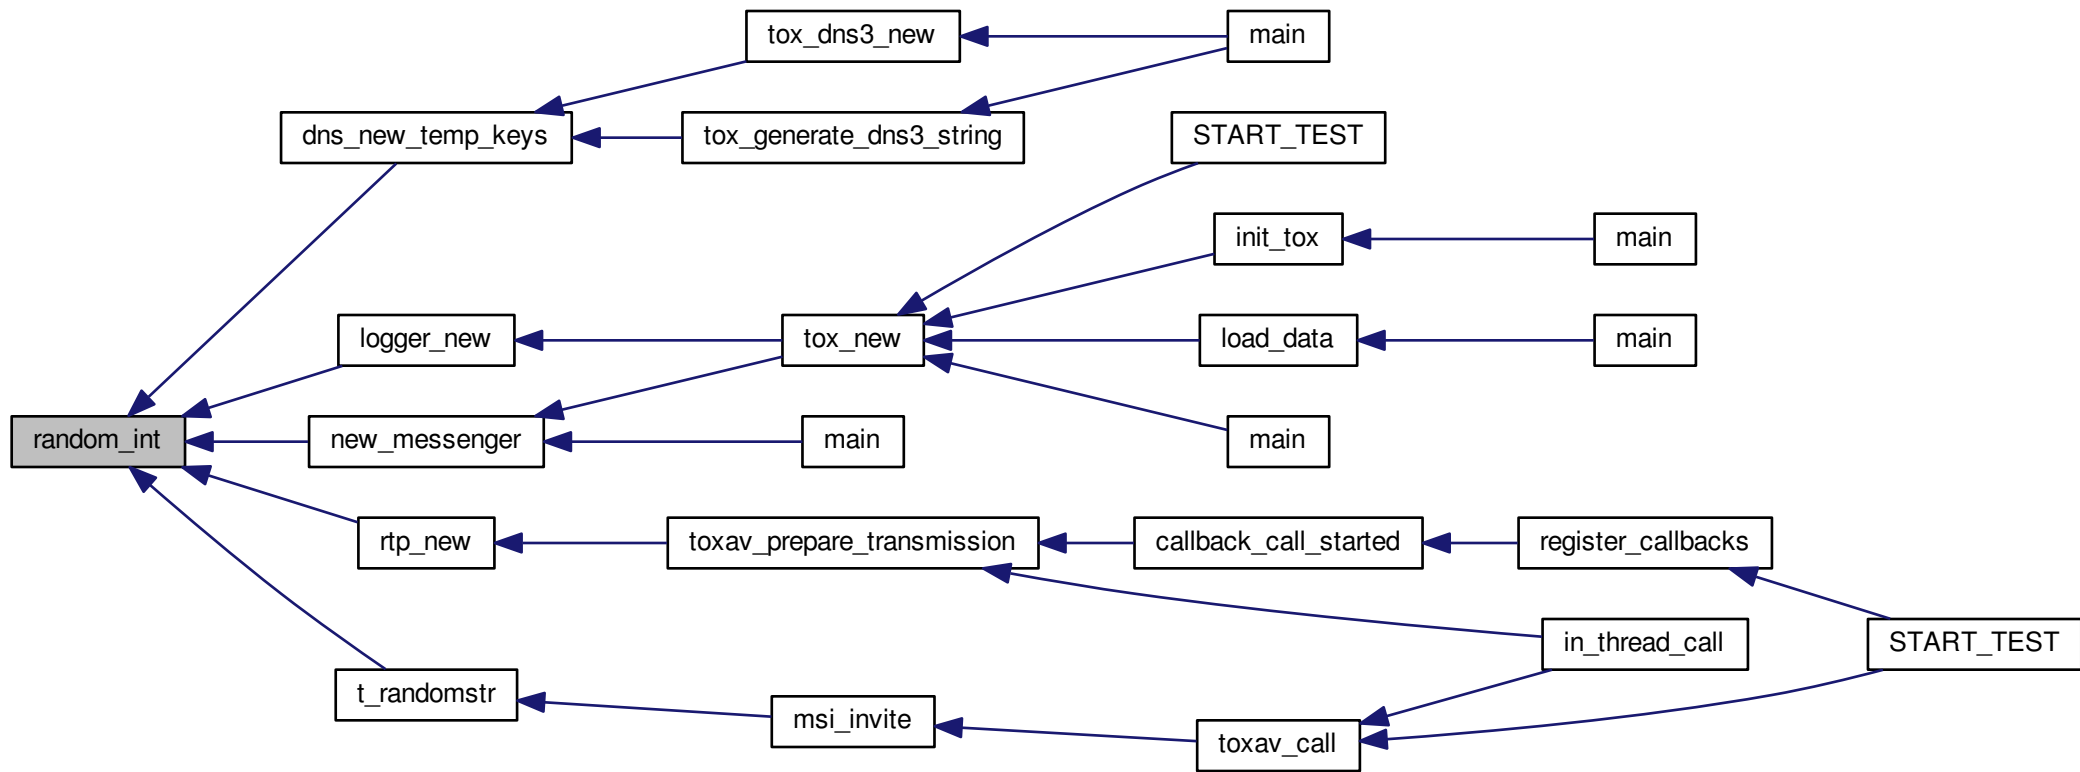 tox_dns3_new
main
dns_new_temp_keys
tox_generate_dns3_string
START_TEST
init_tox
main
logger_new
tox_new
load_data
main
random_int
new_messenger
main
main
rtp_new
toxav_prepare_transmission
callback_call_started
register_callbacks
in_thread_call
START_TEST
t_randomstr
msi_invite
toxav_call